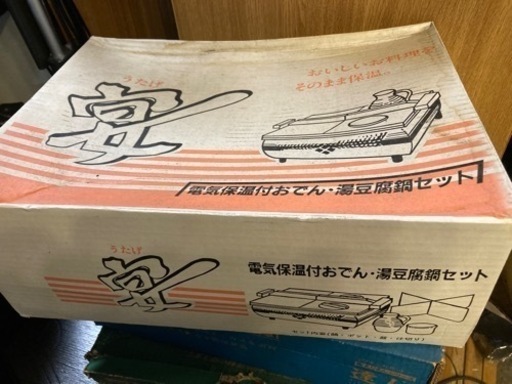 うたげ
宴
おいしいお料理を
そのまま保温。
電気保温付おでん・湯豆腐鍋セット
うたげ
宴
電気保温付おでん・湯豆腐鍋セット